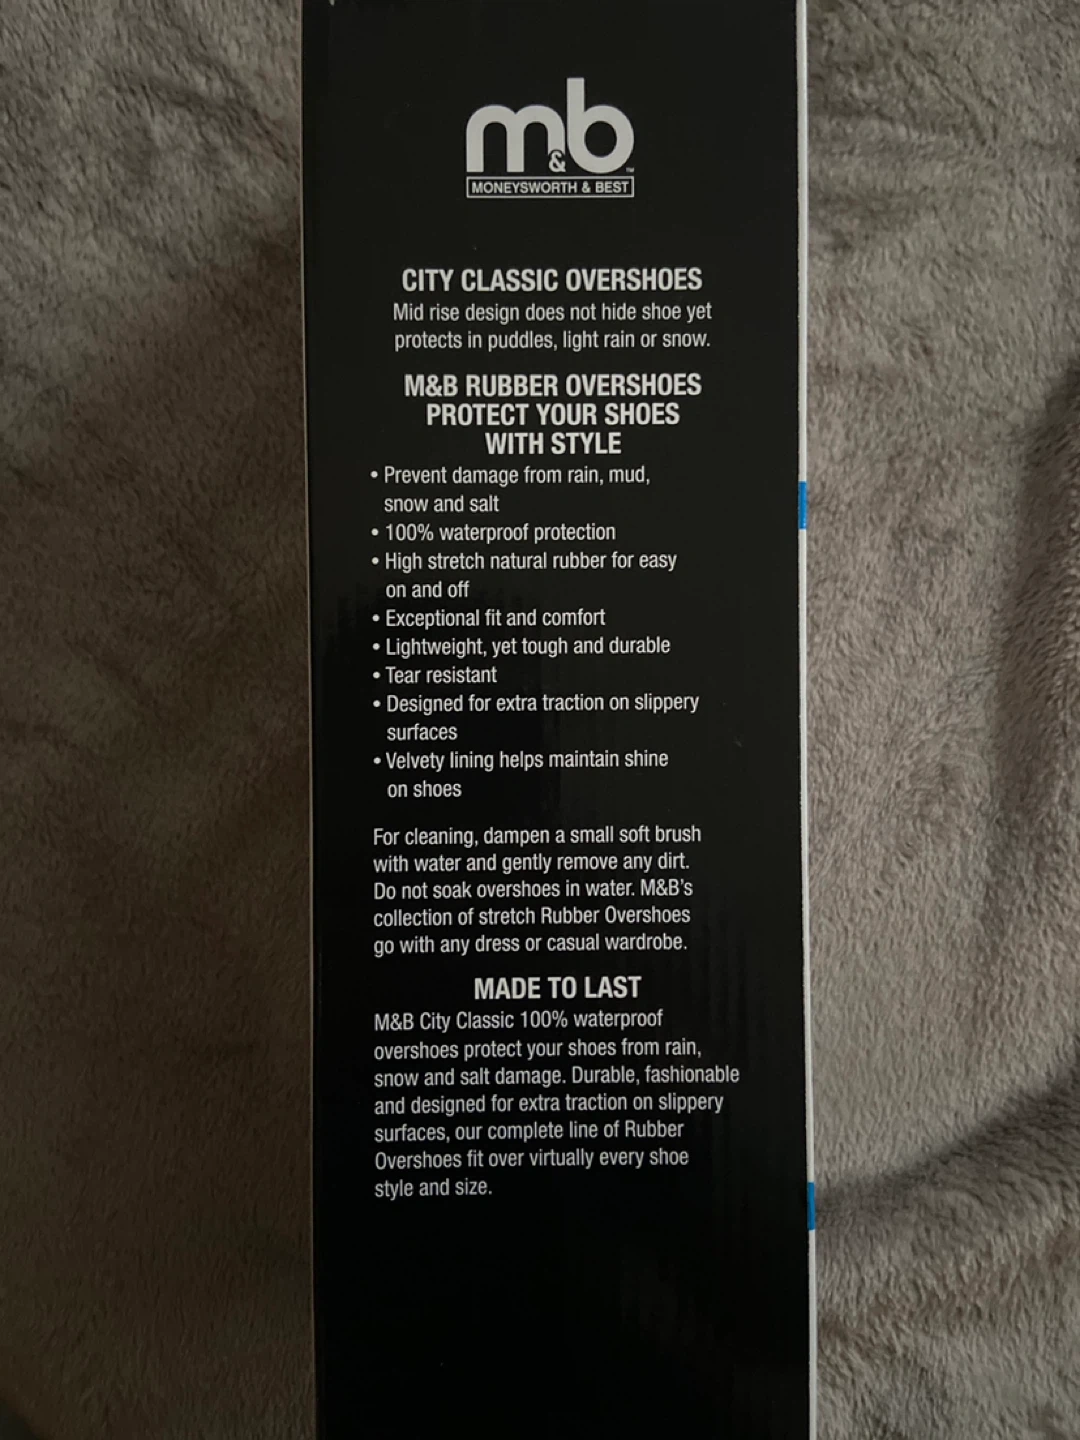 m&b™
MONEYSWORTH & BEST
CITY CLASSIC OVERSHOES
Mid rise design does not hide shoe yet
protects in puddles, light rain or snow.
M&B RUBBER OVERSHOES
PROTECT YOUR SHOES
WITH STYLE
• Prevent damage from rain, mud,
snow and salt
• 100% waterproof protection
• High stretch natural rubber for easy
on and off
• Exceptional fit and comfort
• Lightweight, yet tough and durable
• Tear resistant
• Designed for extra traction on slippery
surfaces
• Velvety lining helps maintain shine
on shoes
For cleaning, dampen a small soft brush
with water and gently remove any dirt.
Do not soak overshoes in water. M&B's
collection of stretch Rubber Overshoes
go with any dress or casual wardrobe.
MADE TO LAST
M&B City Classic 100% waterproof
overshoes protect your shoes from rain,
snow and salt damage. Durable, fashionable
and designed for extra traction on slippery
surfaces, our complete line of Rubber
Overshoes fit over virtually every shoe
style and size.